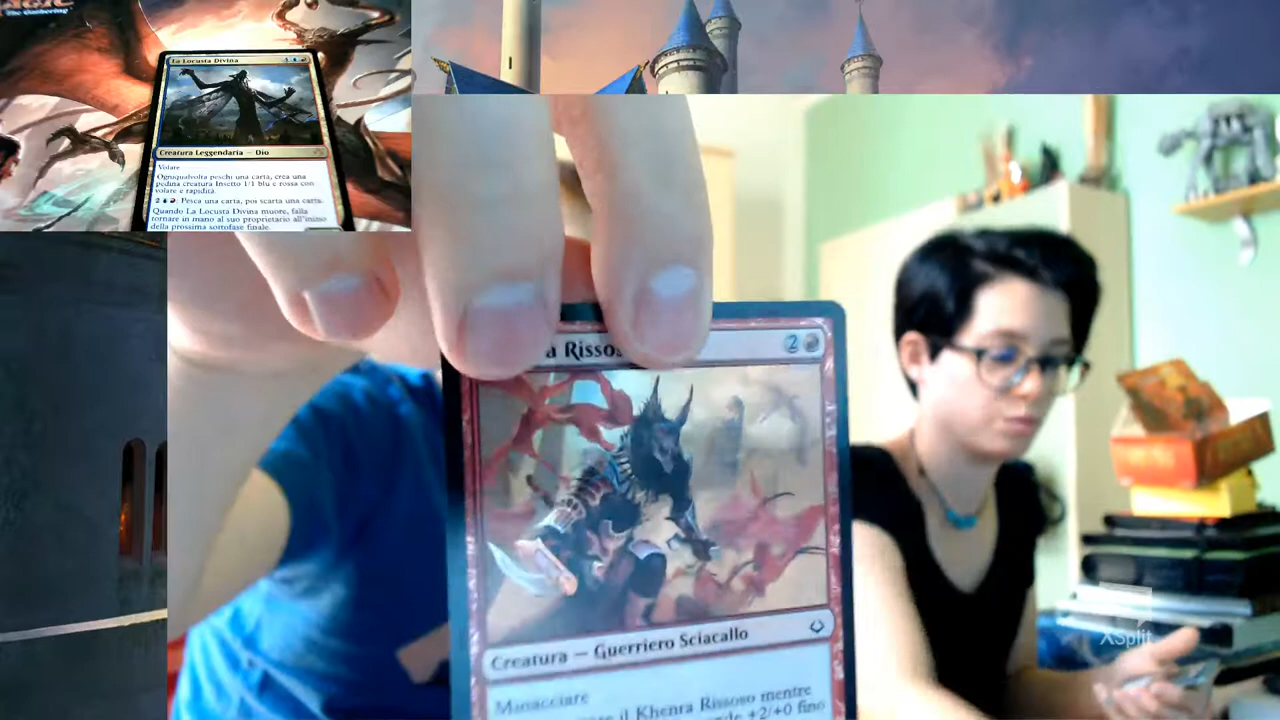 MAGIC
The Gathering
La Locusta Divina
Creatura Leggendaria — Dio
Volare
Ogniqualvolta peschi una carta, crea una
pedina creatura Insetto 1/1 blu e rossa con
volare e rapidità.
2 : Pesca una carta, poi scarta una carta.
Quando La Locusta Divina muore, falla
tornare in mano al suo proprietario all'inizio
della prossima sottofase finale.
2
Creatura — Guerriero Sciacallo
Minacciare
il Khenra Rissoso mentre
+2/+0 fino
XSplit